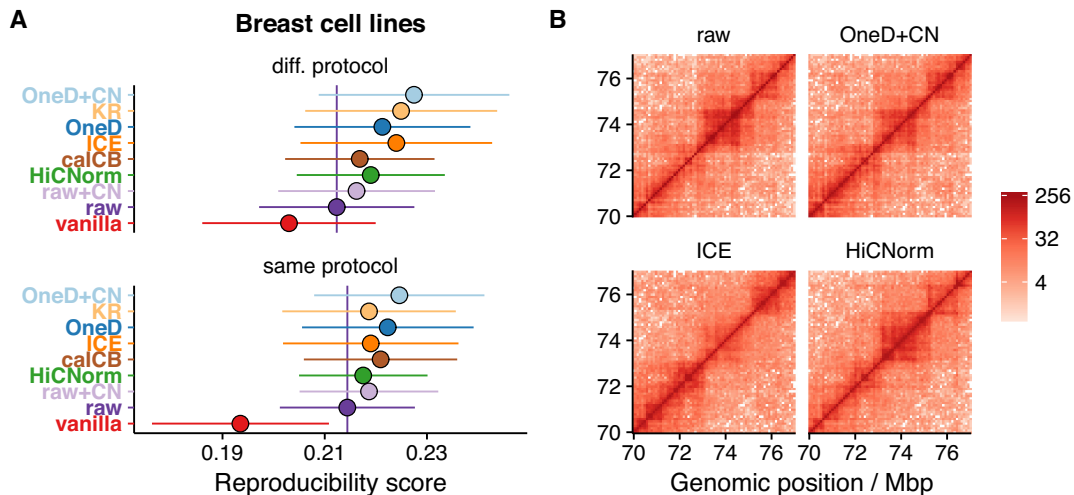 A
Breast cell lines
diff. protocol
OneD+CN
KR
OneD
ICE
caICB
HiCNorm
raw+CN
raw
vanilla
same protocol
OneD+CN
KR
OneD
ICE
caICB
HiCNorm
raw+CN
raw
vanilla
0.19 0.21 0.23
Reproducibility score
B
raw OneD+CN
76
74
72
70
ICE HiCNorm
76
74
72
70
70 72 74 76 70 72 74 76
Genomic position / Mbp
256
32
4